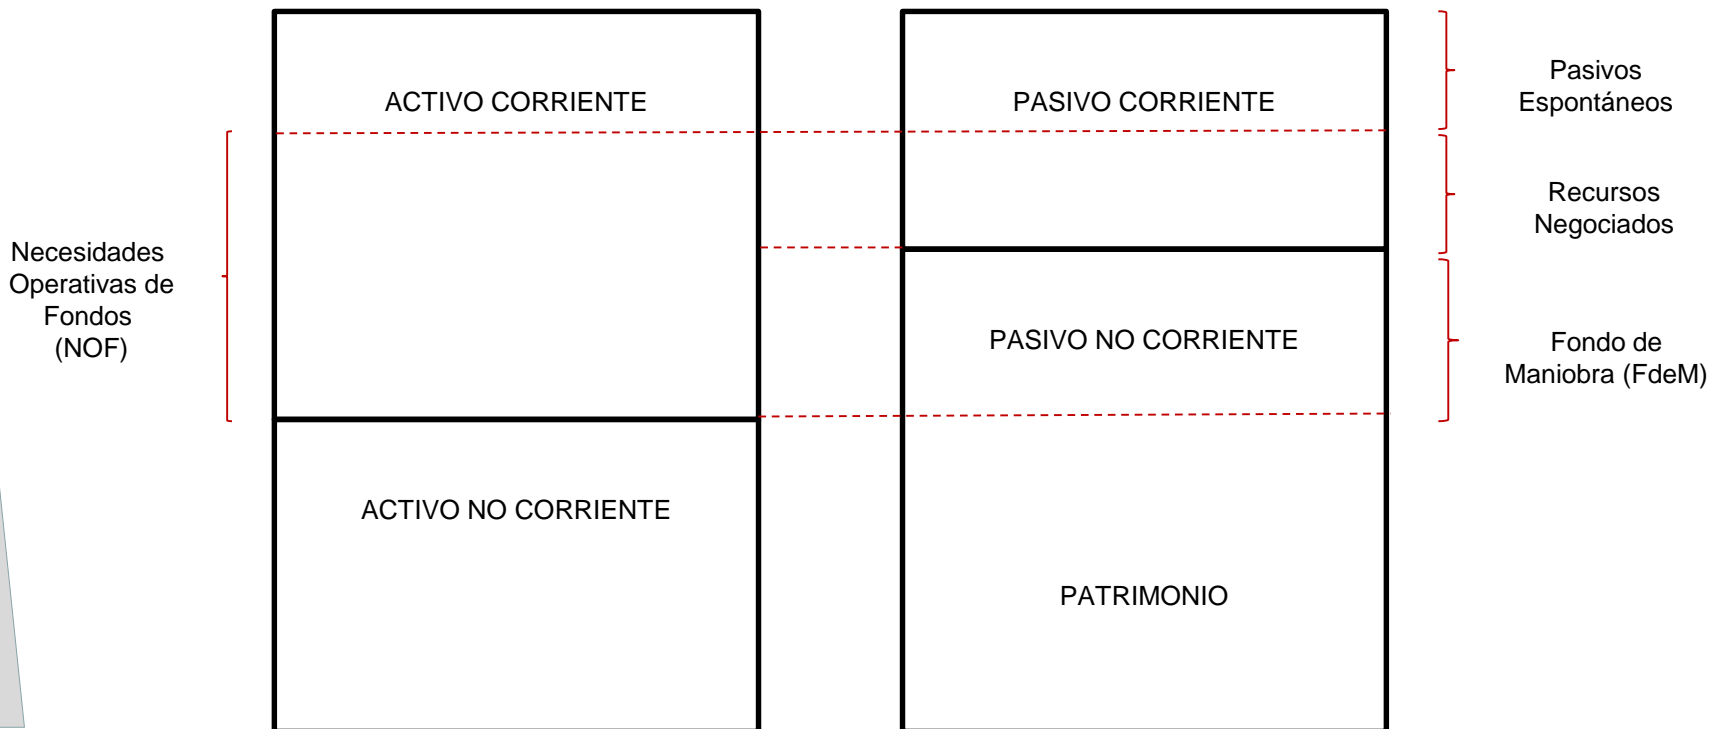 ACTIVO CORRIENTE
PASIVO CORRIENTE
Pasivos
Espontáneos
Recursos
Negociados
Necesidades
Operativas de
Fondos
(NOF)
PASIVO NO CORRIENTE
Fondo de
Maniobra (FdeM)
ACTIVO NO CORRIENTE
PATRIMONIO